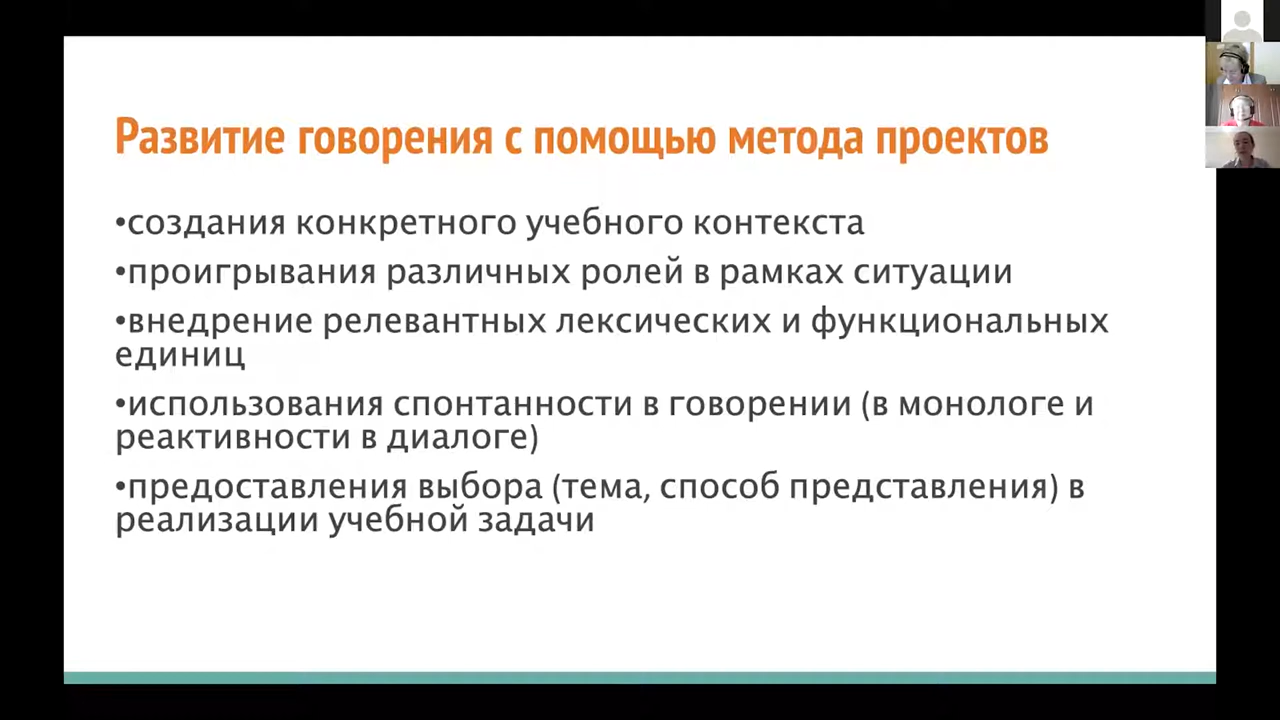 Развитие говорения с помощью метода проектов
•создания конкретного учебного контекста
•проигрывания различных ролей в рамках ситуации
•внедрение релевантных лексических и функциональных
единиц
•использования спонтанности в говорении (в монологе и
реактивности в диалоге)
•предоставления выбора (тема, способ представления) в
реализации учебной задачи